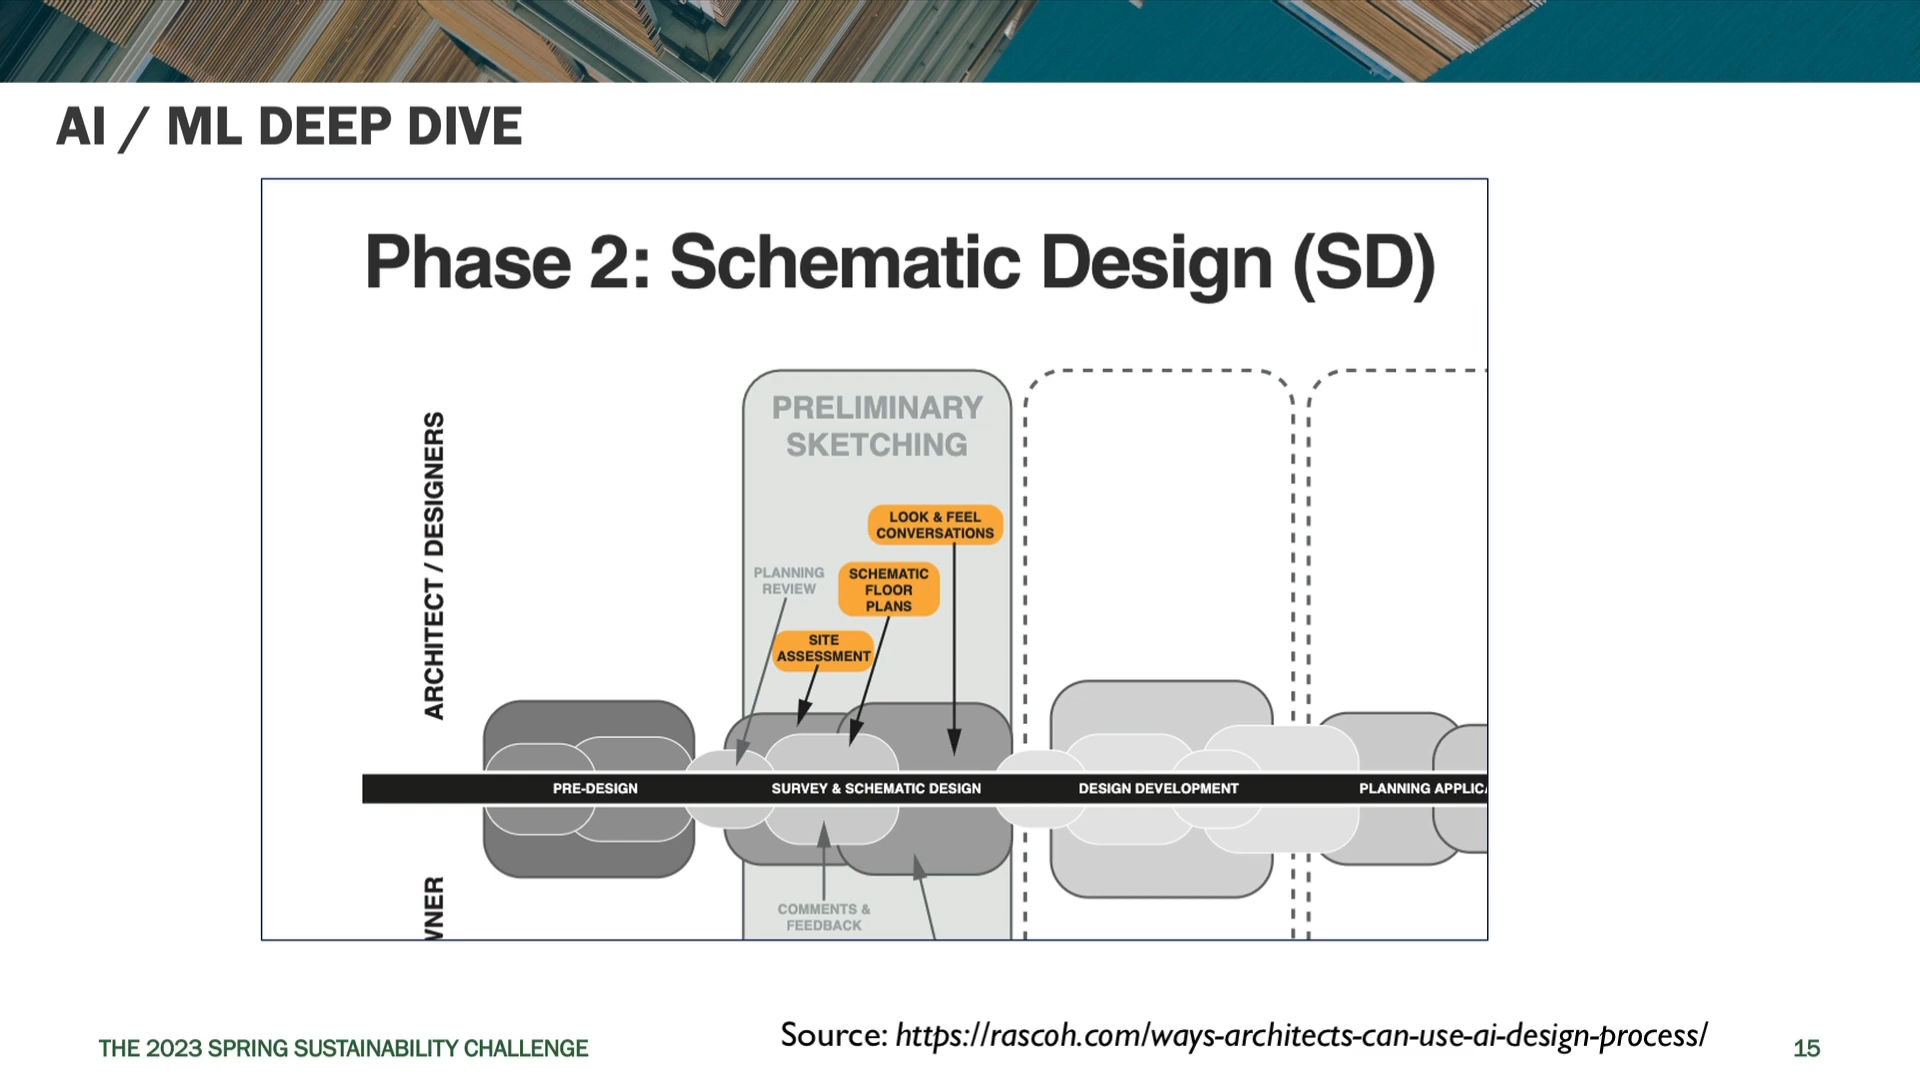 AI / ML DEEP DIVE
Phase 2: Schematic Design (SD)
ARCHITECT / DESIGNERS
PRELIMINARY
SKETCHING
LOOK & FEEL
CONVERSATIONS
PLANNING
REVIEW
SCHEMATIC
FLOOR
PLANS
SITE
ASSESSMENT
PRE-DESIGN
SURVEY & SCHEMATIC DESIGN
DESIGN DEVELOPMENT
PLANNING
COMMENTS &
FEEDBACK
Source: https://rascoh.com/ways-architects-can-use-ai-design-process/
THE 2023 SPRING SUSTAINABILITY CHALLENGE
15